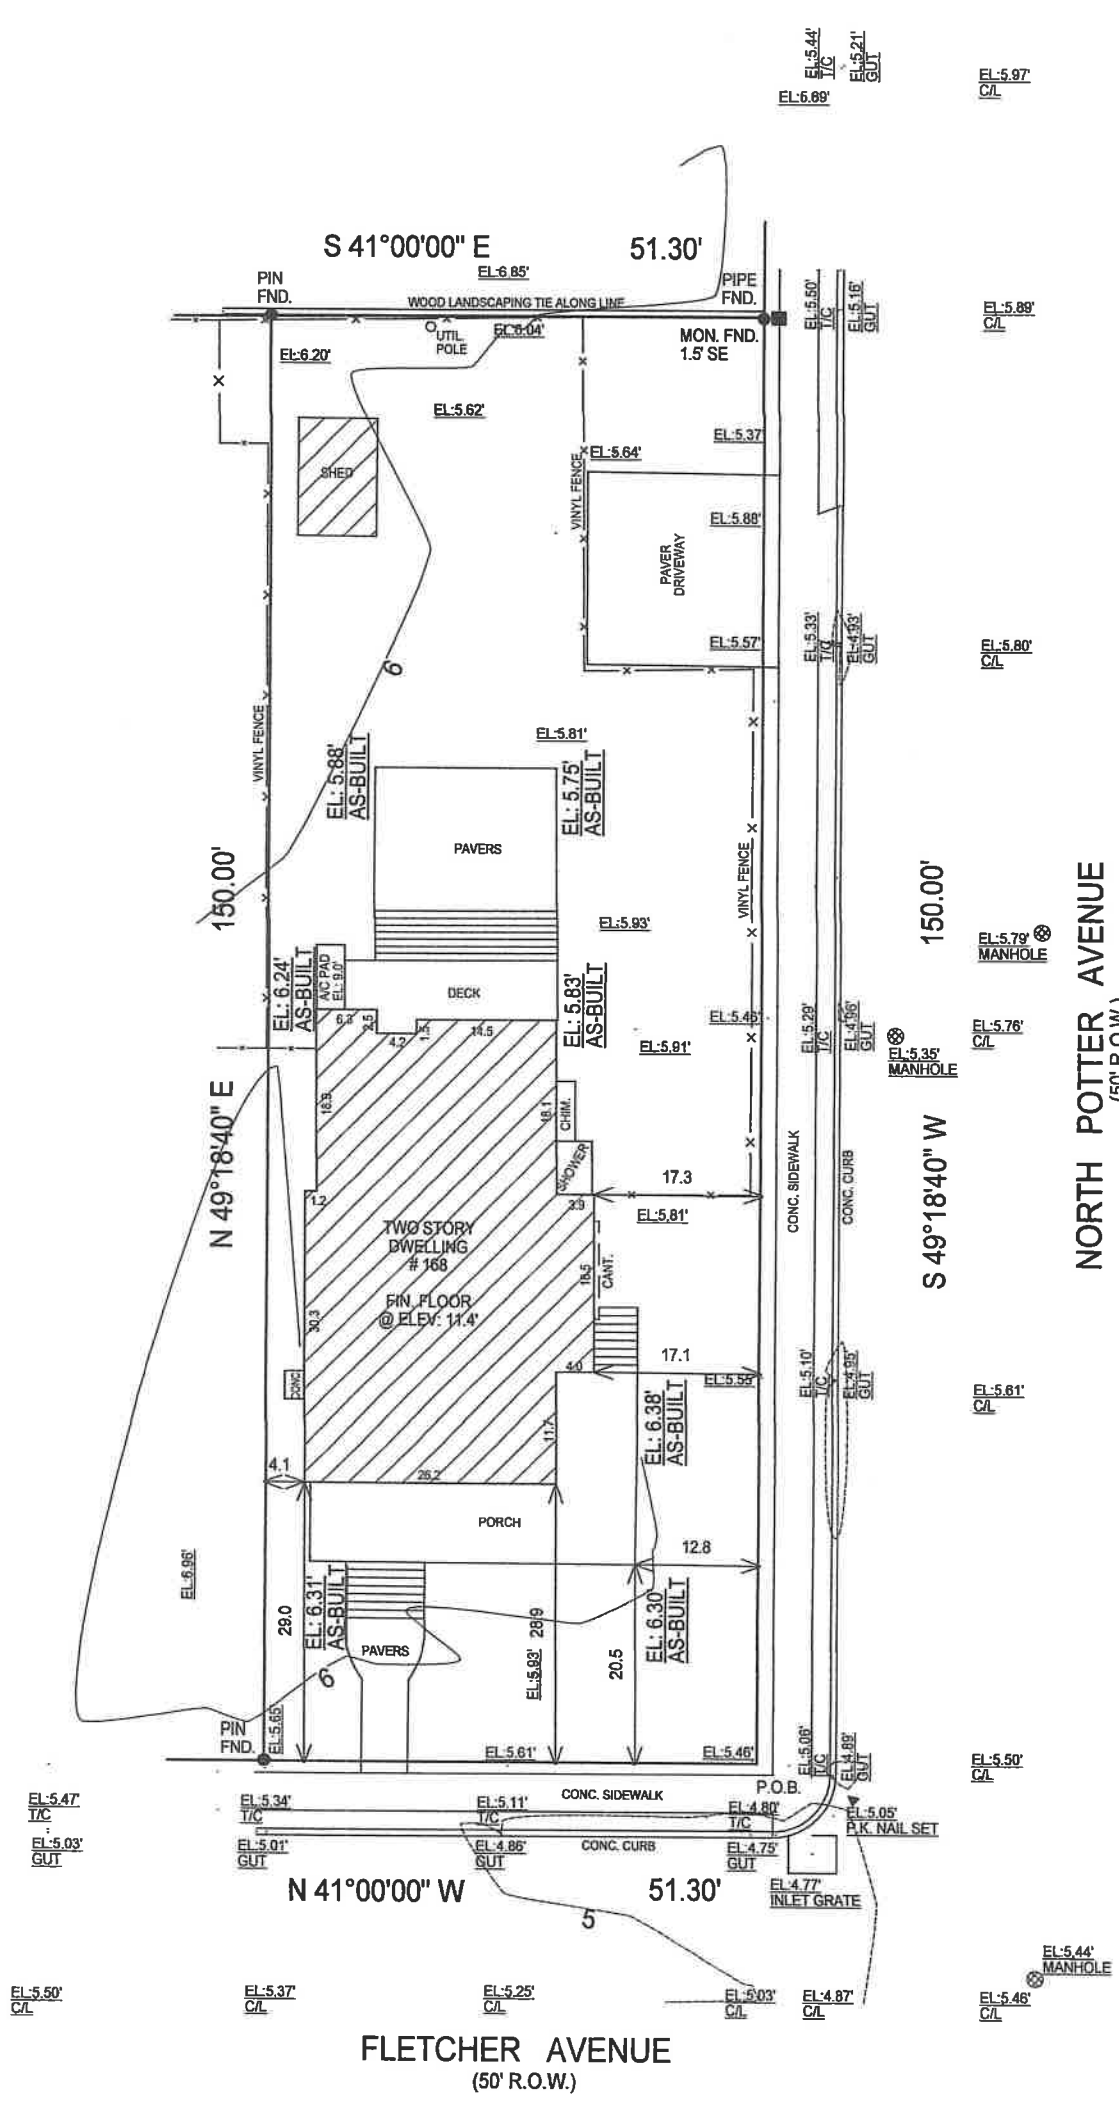 EL:5.44'
T/C
EL:5.21'
GUT
EL:5.97'
C/L
EL:5.69'
S 41°00'00" E
51.30'
EL:6.85'
PIN
FND.
PIPE
FND.
WOOD LANDSCAPING TIE ALONG LINE
EL:5.50'
T/C
EL:5.16'
GUT
EL:5.89'
C/L
UTIL.
POLE
EL:6.04'
MON. FND.
1.5' SE
EL:6.20'
EL:5.62'
EL:5.37'
SHED
EL:5.64'
VINYL FENCE
EL:5.88'
PAVER
DRIVEWAY
EL:5.57'
EL:5.33'
T/C
EL:4.93'
GUT
EL:5.80'
C/L
6
VINYL FENCE
EL: 5.88'
AS-BUILT
EL:5.81'
EL: 5.75'
AS-BUILT
PAVERS
VINYL FENCE
150.00'
150.00'
NORTH POTTER AVENUE
(50' R.O.W.)
EL:5.93'
EL:5.79'
MANHOLE
EL: 6.24'
AS-BUILT
A/C PAD
EL: 9.0'
DECK
EL: 5.83'
AS-BUILT
EL:5.46'
EL:5.29'
T/C
EL:4.96'
GUT
EL:5.76'
C/L
6.3
2.5
4.2
1.5
14.5
EL:5.91'
EL:5.35'
MANHOLE
18.9
18.1
CHIM.
SHOWER
N 49°18'40" E
S 49°18'40" W
CONC. SIDEWALK
CONC. CURB
17.3
1.2
3.9
EL:5.81'
TWO STORY
DWELLING
# 168
FIN. FLOOR
@ ELEV: 11.4'
18.5
CANT.
30.3
17.1
4.0
EL:5.55'
EL:5.10'
T/C
EL:4.95'
GUT
EL:5.61'
C/L
CONC
EL: 6.38'
AS-BUILT
11.7
4.1
26.2
PORCH
12.8
EL:6.96'
29.0
EL: 6.31'
AS-BUILT
28.9
EL:5.93'
20.5
EL: 6.30'
AS-BUILT
PAVERS
6
PIN
FND.
EL:5.65'
EL:5.61'
EL:5.46'
EL:5.06'
T/C
EL:4.89'
GUT
EL:5.50'
C/L
P.O.B.
CONC. SIDEWALK
EL:5.47'
T/C
EL:5.34'
T/C
EL:5.11'
T/C
EL:4.80'
T/C
EL:5.05'
P.K. NAIL SET
EL:5.03'
GUT
EL:5.01'
GUT
EL:4.86'
GUT
CONC. CURB
EL:4.75'
GUT
EL:4.77'
INLET GRATE
N 41°00'00" W
51.30'
5
EL:5.44'
MANHOLE
EL:5.50'
C/L
EL:5.37'
C/L
EL:5.25'
C/L
EL:5.03'
C/L
EL:4.87'
C/L
EL:5.46'
C/L
FLETCHER AVENUE
(50' R.O.W.)